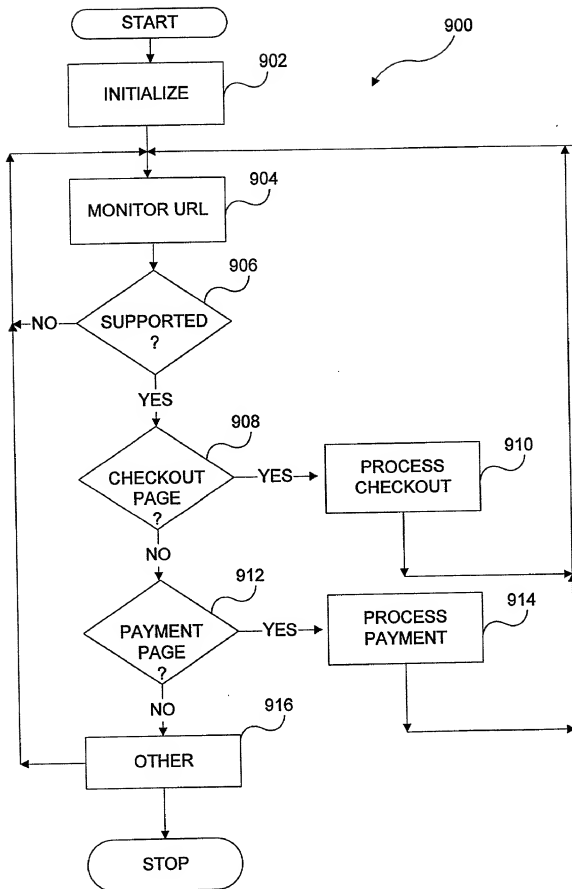 START
900
902
INITIALIZE
904
MONITOR URL
906
NO
SUPPORTED
?
YES
908
CHECKOUT
PAGE
?
YES
910
PROCESS
CHECKOUT
NO
912
PAYMENT
PAGE
?
YES
914
PROCESS
PAYMENT
NO
916
OTHER
STOP